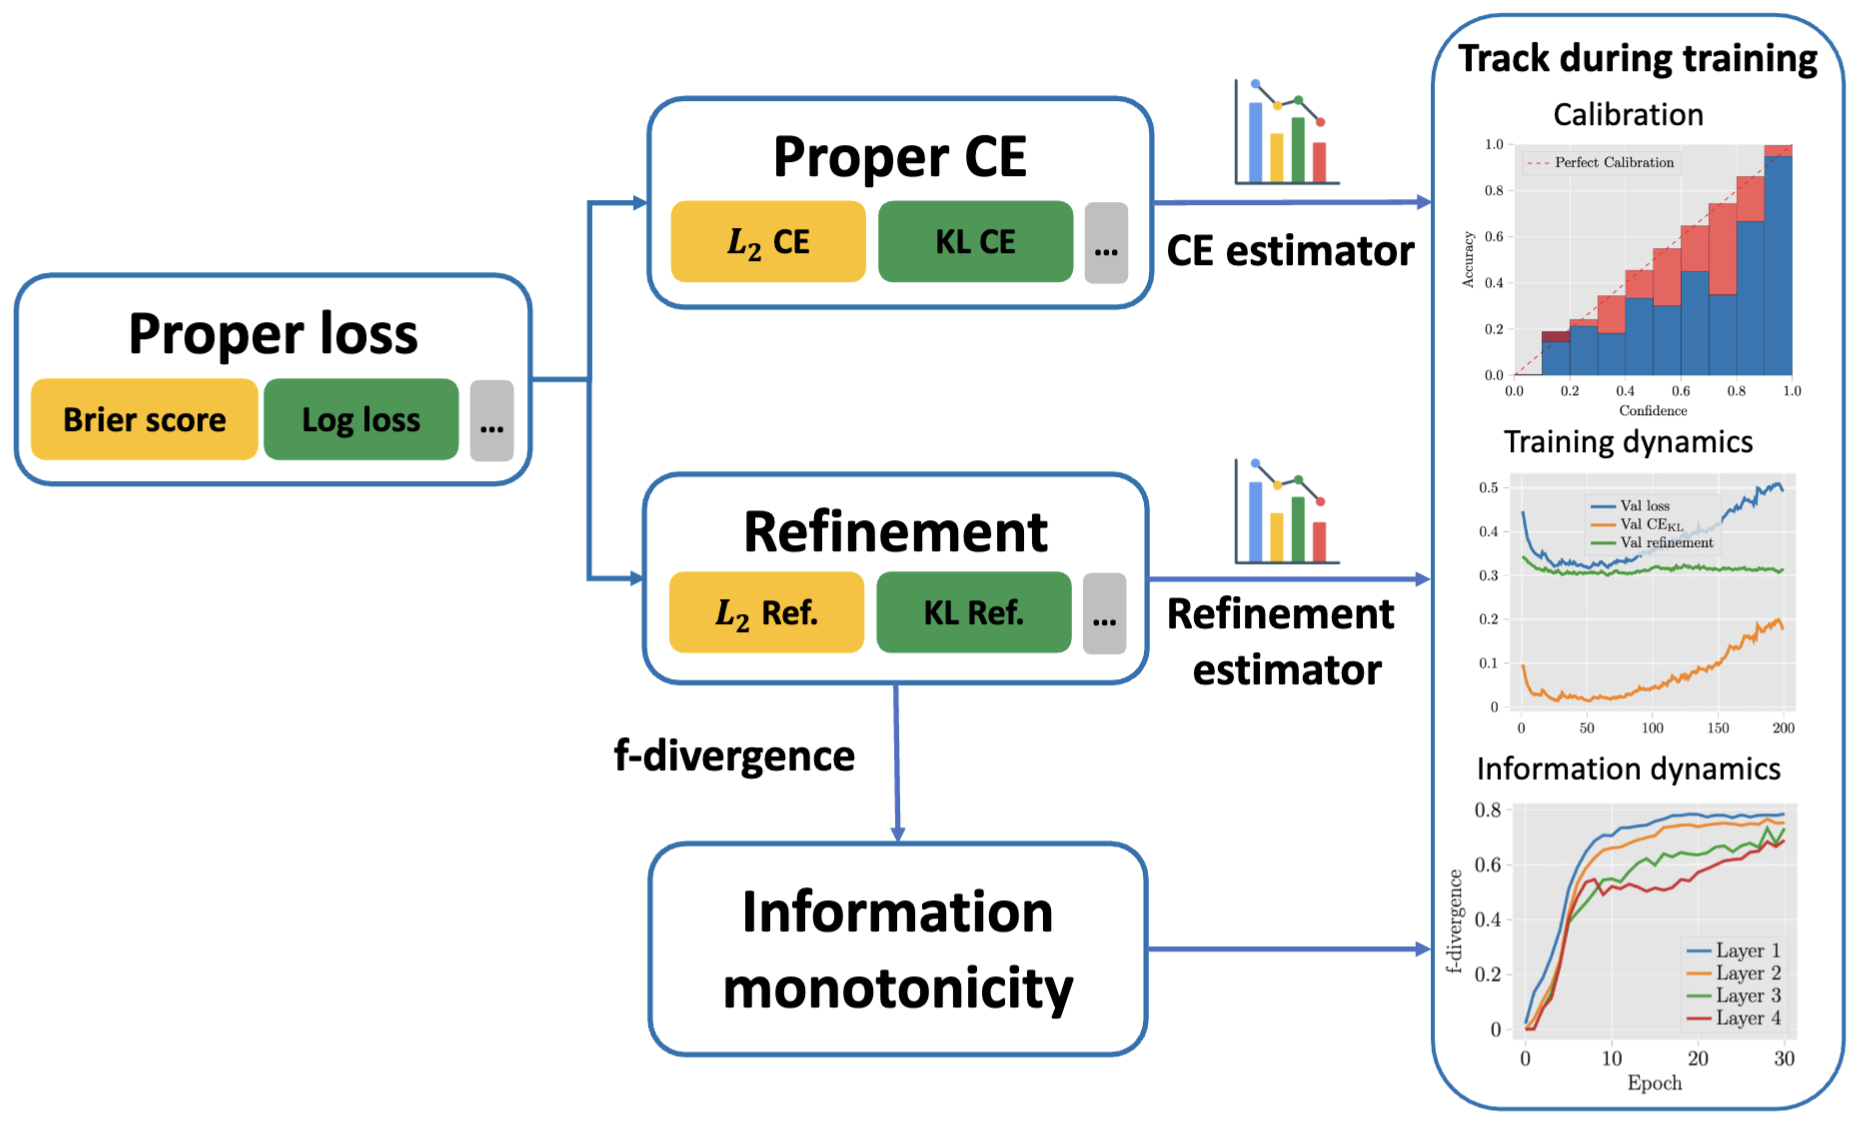 Proper loss
Brier score
Log loss
...
Proper CE
L₂ CE
KL CE
...
CE estimator
Refinement
L₂ Ref.
KL Ref.
...
Refinement
estimator
f-divergence
Information
monotonicity
Track during training
Calibration
Perfect Calibration
1.0
0.8
0.6
0.4
0.2
0.0
Accuracy
0.0 0.2 0.4 0.6 0.8 1.0
Confidence
Training dynamics
Val loss
Val CE_KL
Val refinement
0.5
0.4
0.3
0.2
0.1
0
0 50 100 150 200
Information dynamics
0.8
0.6
0.4
0.2
0
f-divergence
Layer 1
Layer 2
Layer 3
Layer 4
0 10 20 30
Epoch